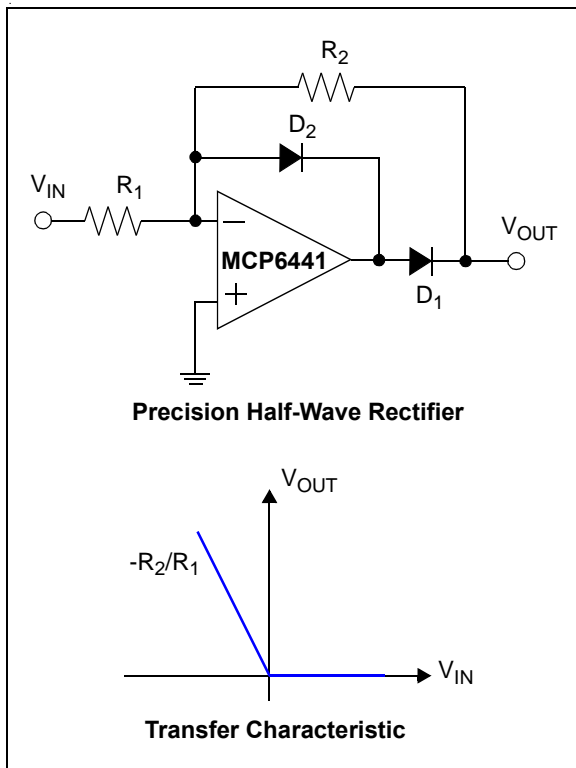 R2
D2
VIN
R1
VOUT
–
MCP6441
+
D1
Precision Half-Wave Rectifier
VOUT
-R2/R1
VIN
Transfer Characteristic